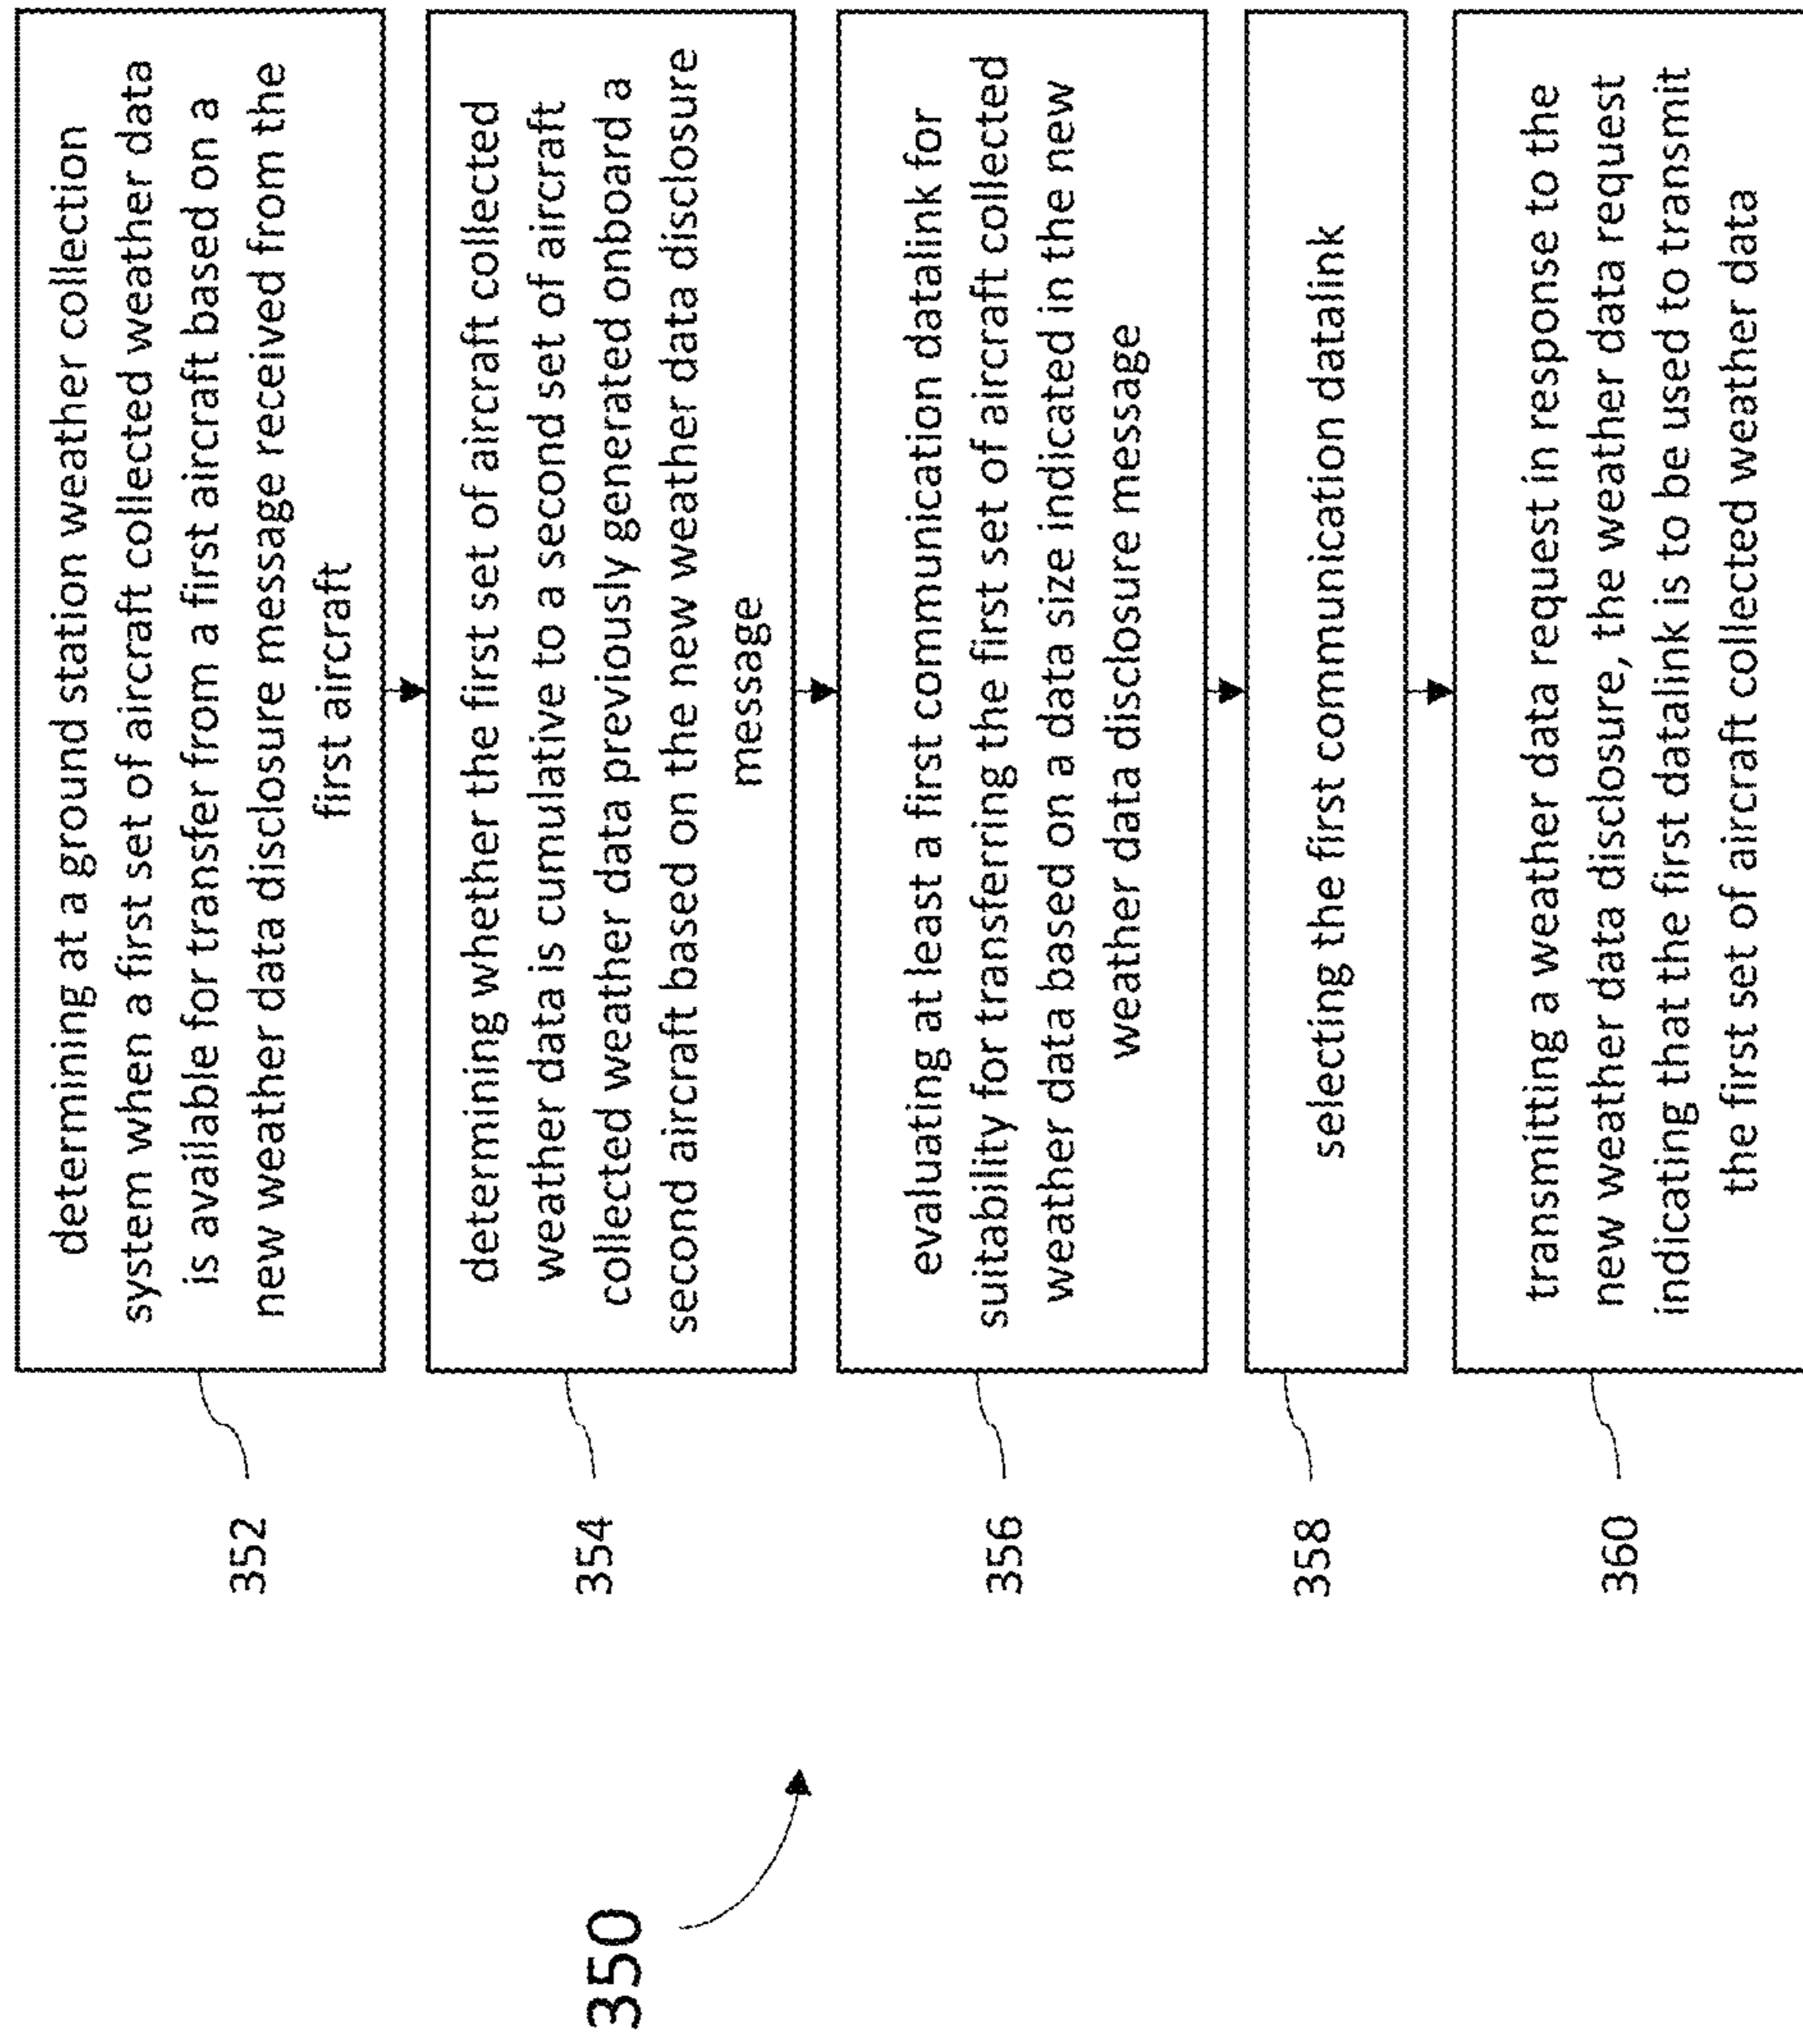 determining at a ground station weather collection
system when a first set of aircraft collected weather data
is available for transfer from a first aircraft based on a
new weather data disclosure message received from the
first aircraft
352
determining whether the first set of aircraft collected
weather data is cumulative to a second set of aircraft
collected weather data previously generated onboard a
second aircraft based on the new weather data disclosure
message
354
evaluating at least a first communication datalink for
suitability for transferring the first set of aircraft collected
weather data based on a data size indicated in the new
weather data disclosure message
356
selecting the first communication datalink
358
transmitting a weather data request in response to the
new weather data disclosure, the weather data request
indicating that the first datalink is to be used to transmit
the first set of aircraft collected weather data
360
350